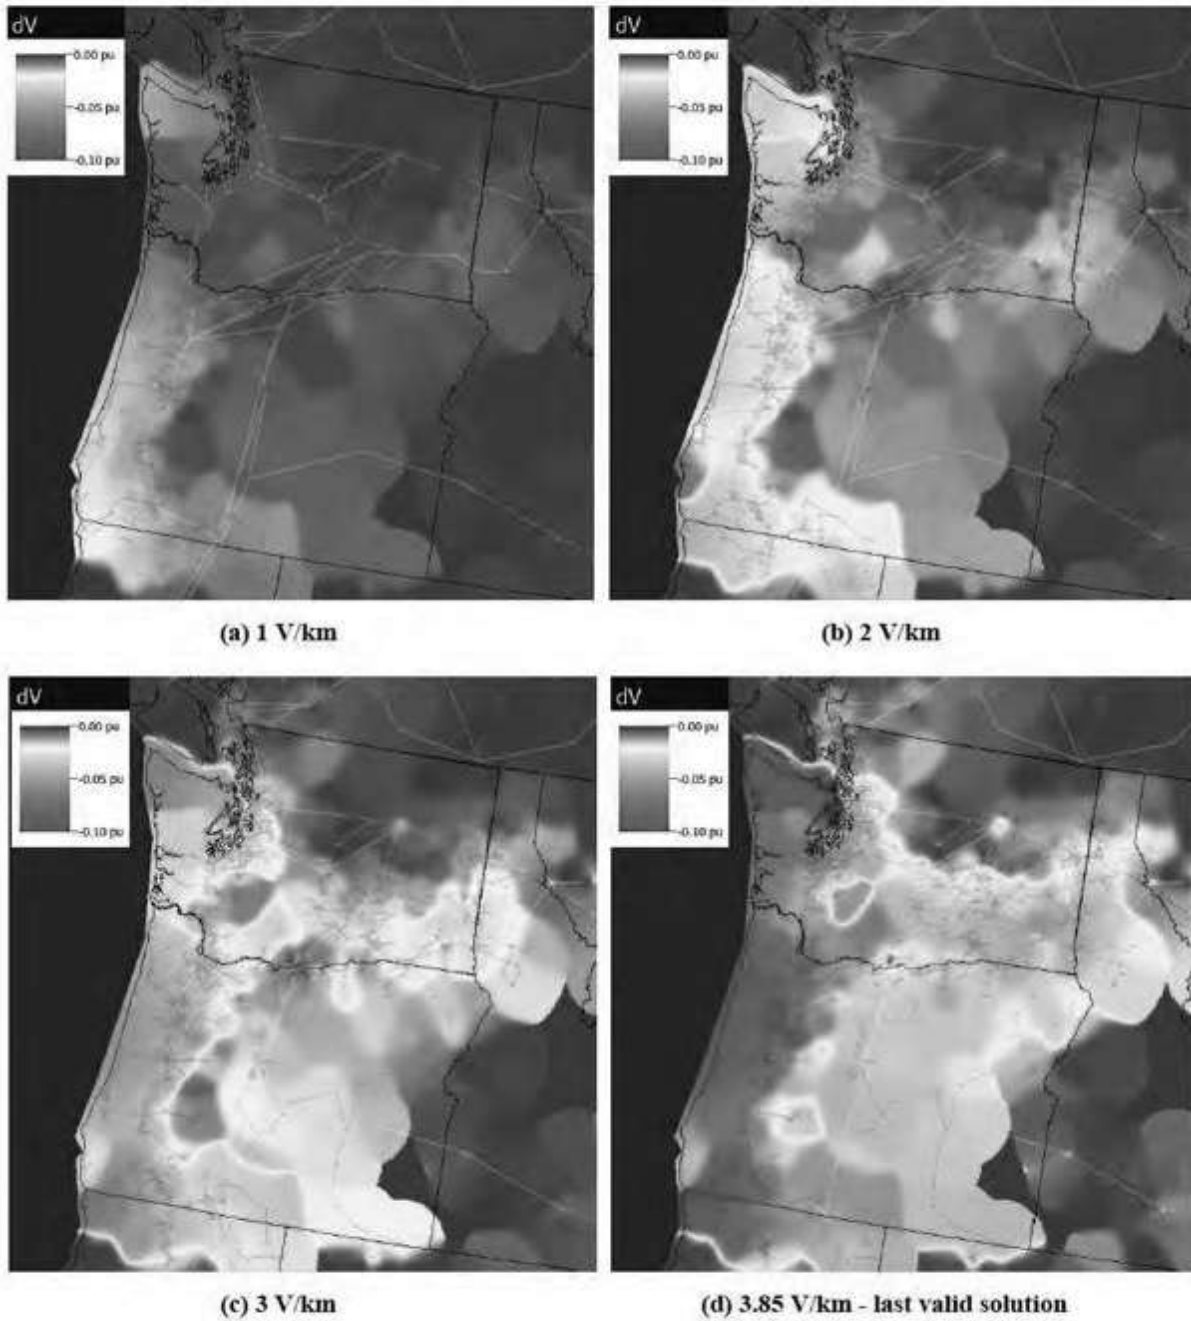 dV
0.00 pu
-0.05 pu
-0.10 pu
(a) 1 V/km
dV
0.00 pu
-0.05 pu
-0.10 pu
(b) 2 V/km
dV
0.00 pu
-0.05 pu
-0.10 pu
(c) 3 V/km
dV
0.00 pu
-0.05 pu
-0.10 pu
(d) 3.85 V/km - last valid solution